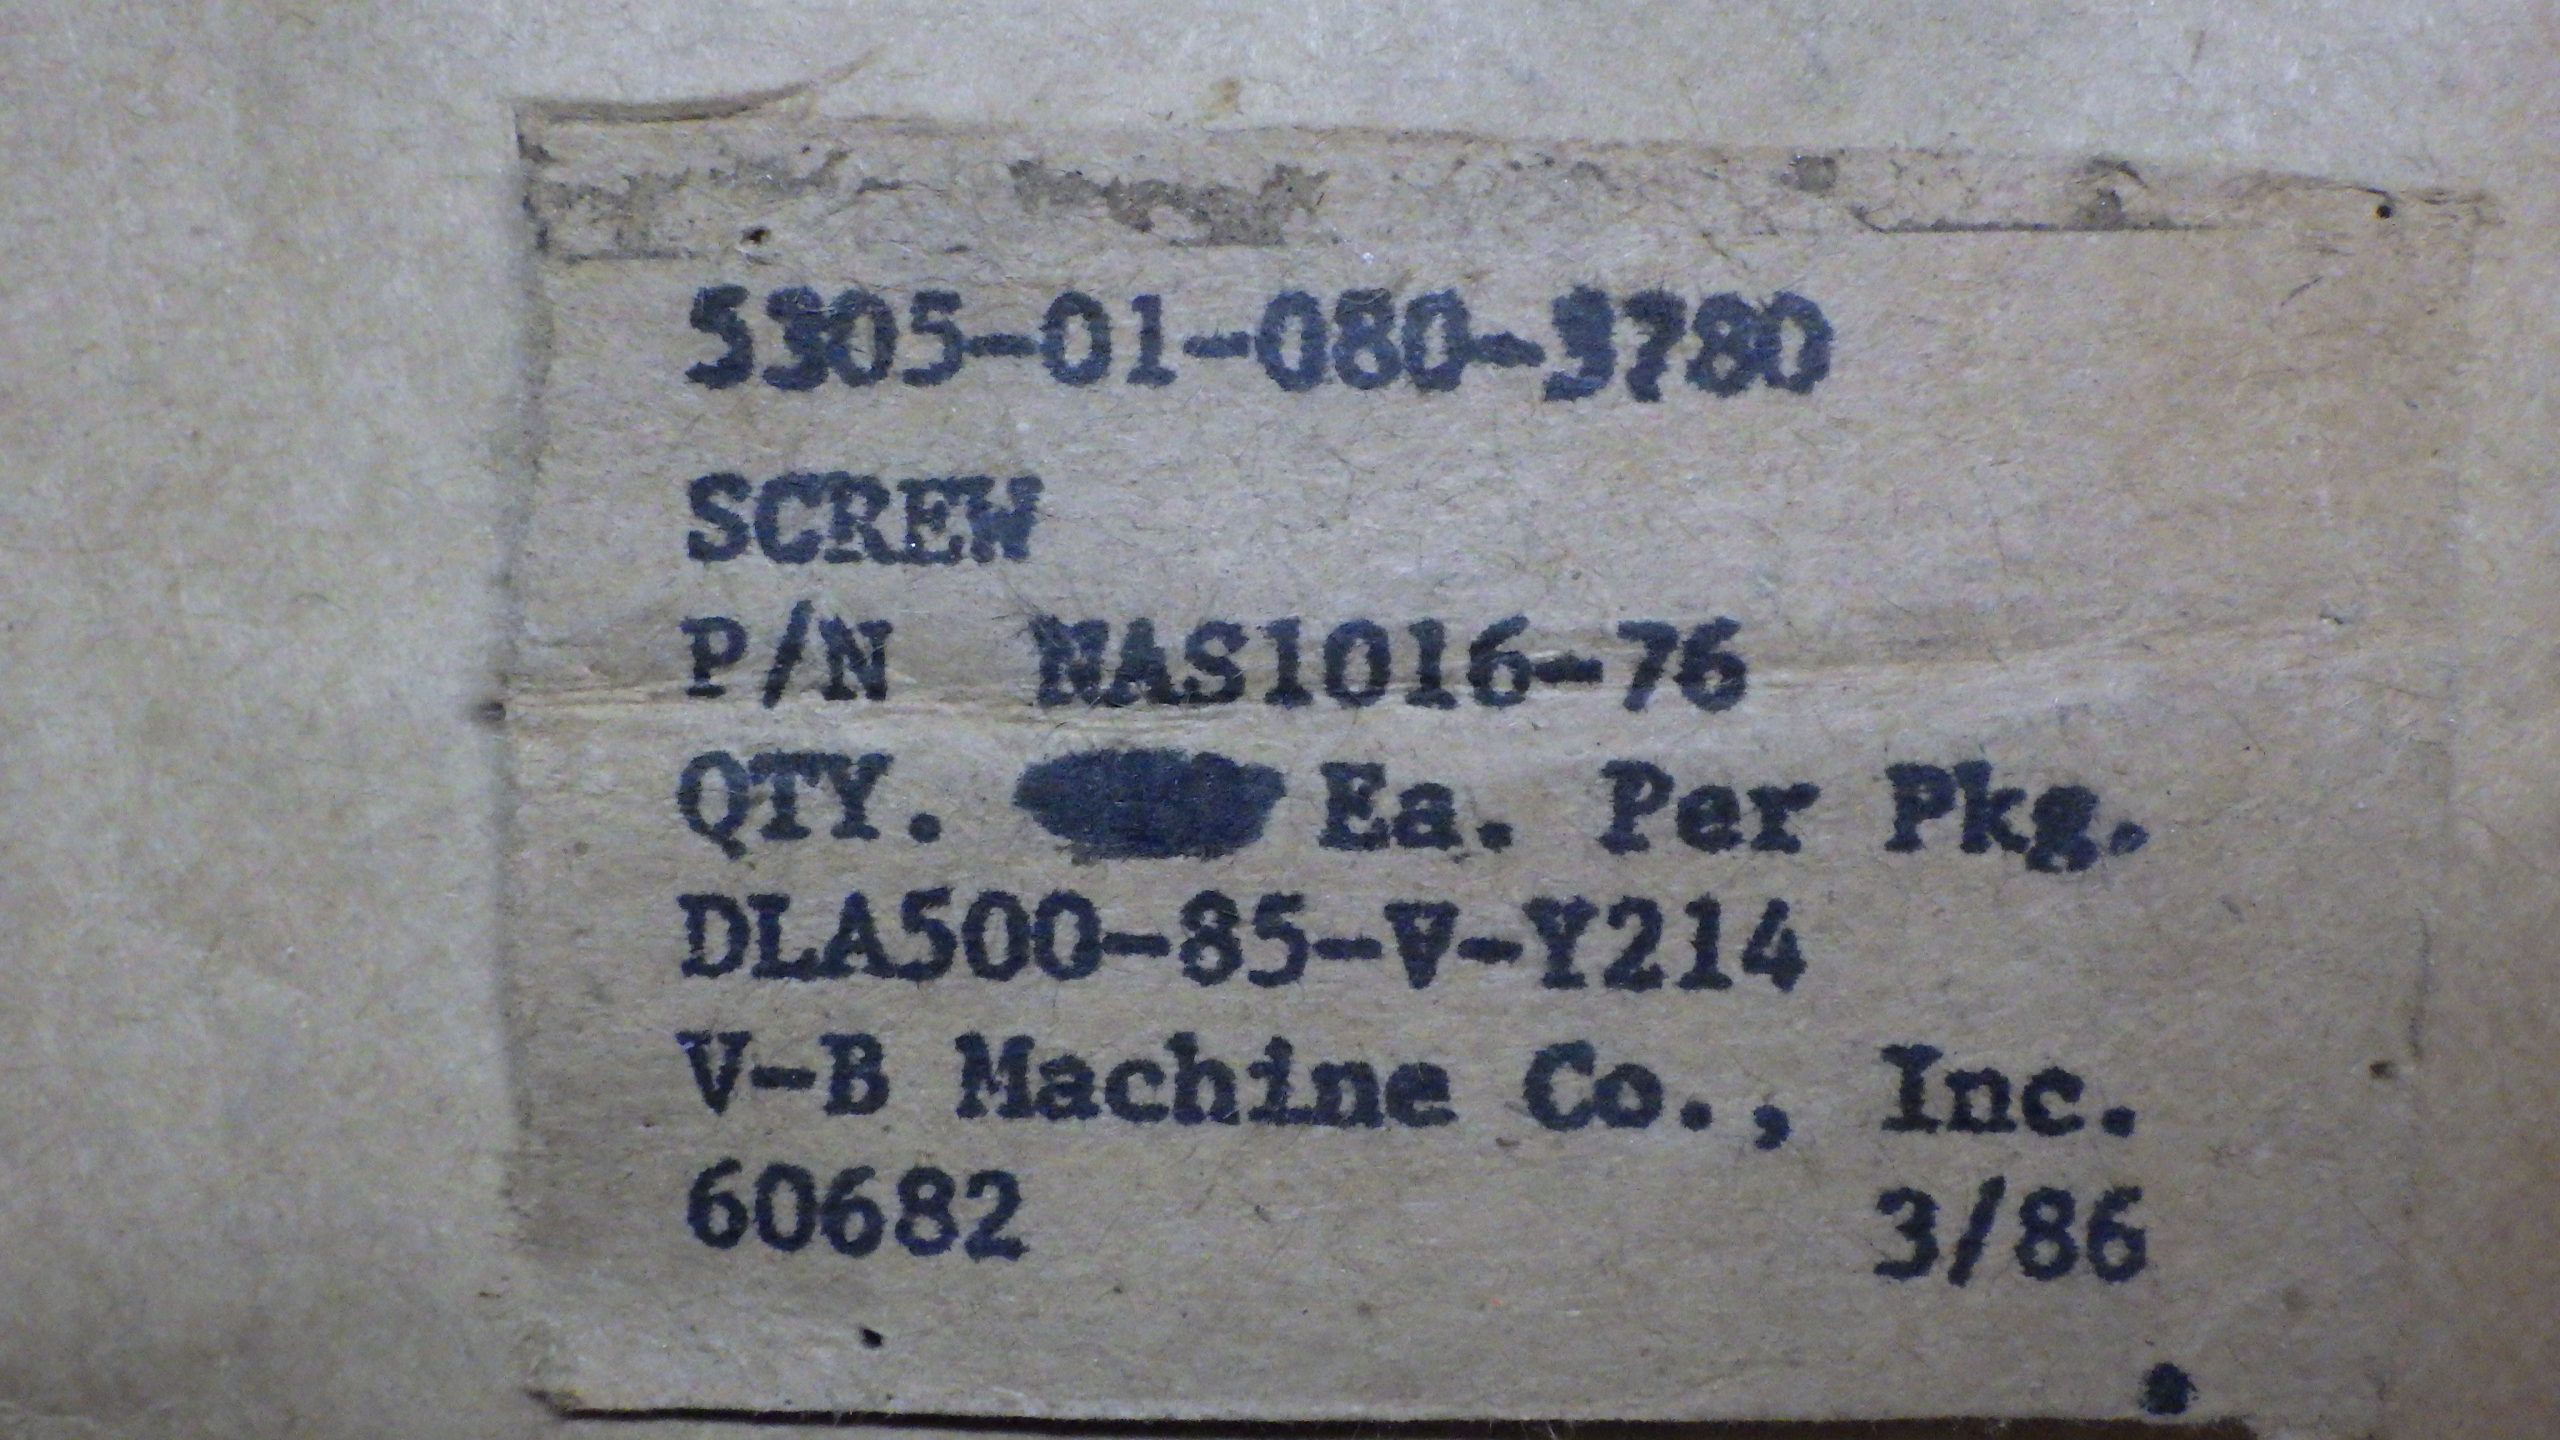 5305-01-080-3780
SCREW
P/N NAS1016-76
QTY. Ea. Per Pkg.
DLA500-85-V-Y214
V-B Machine Co., Inc.
60682 3/86